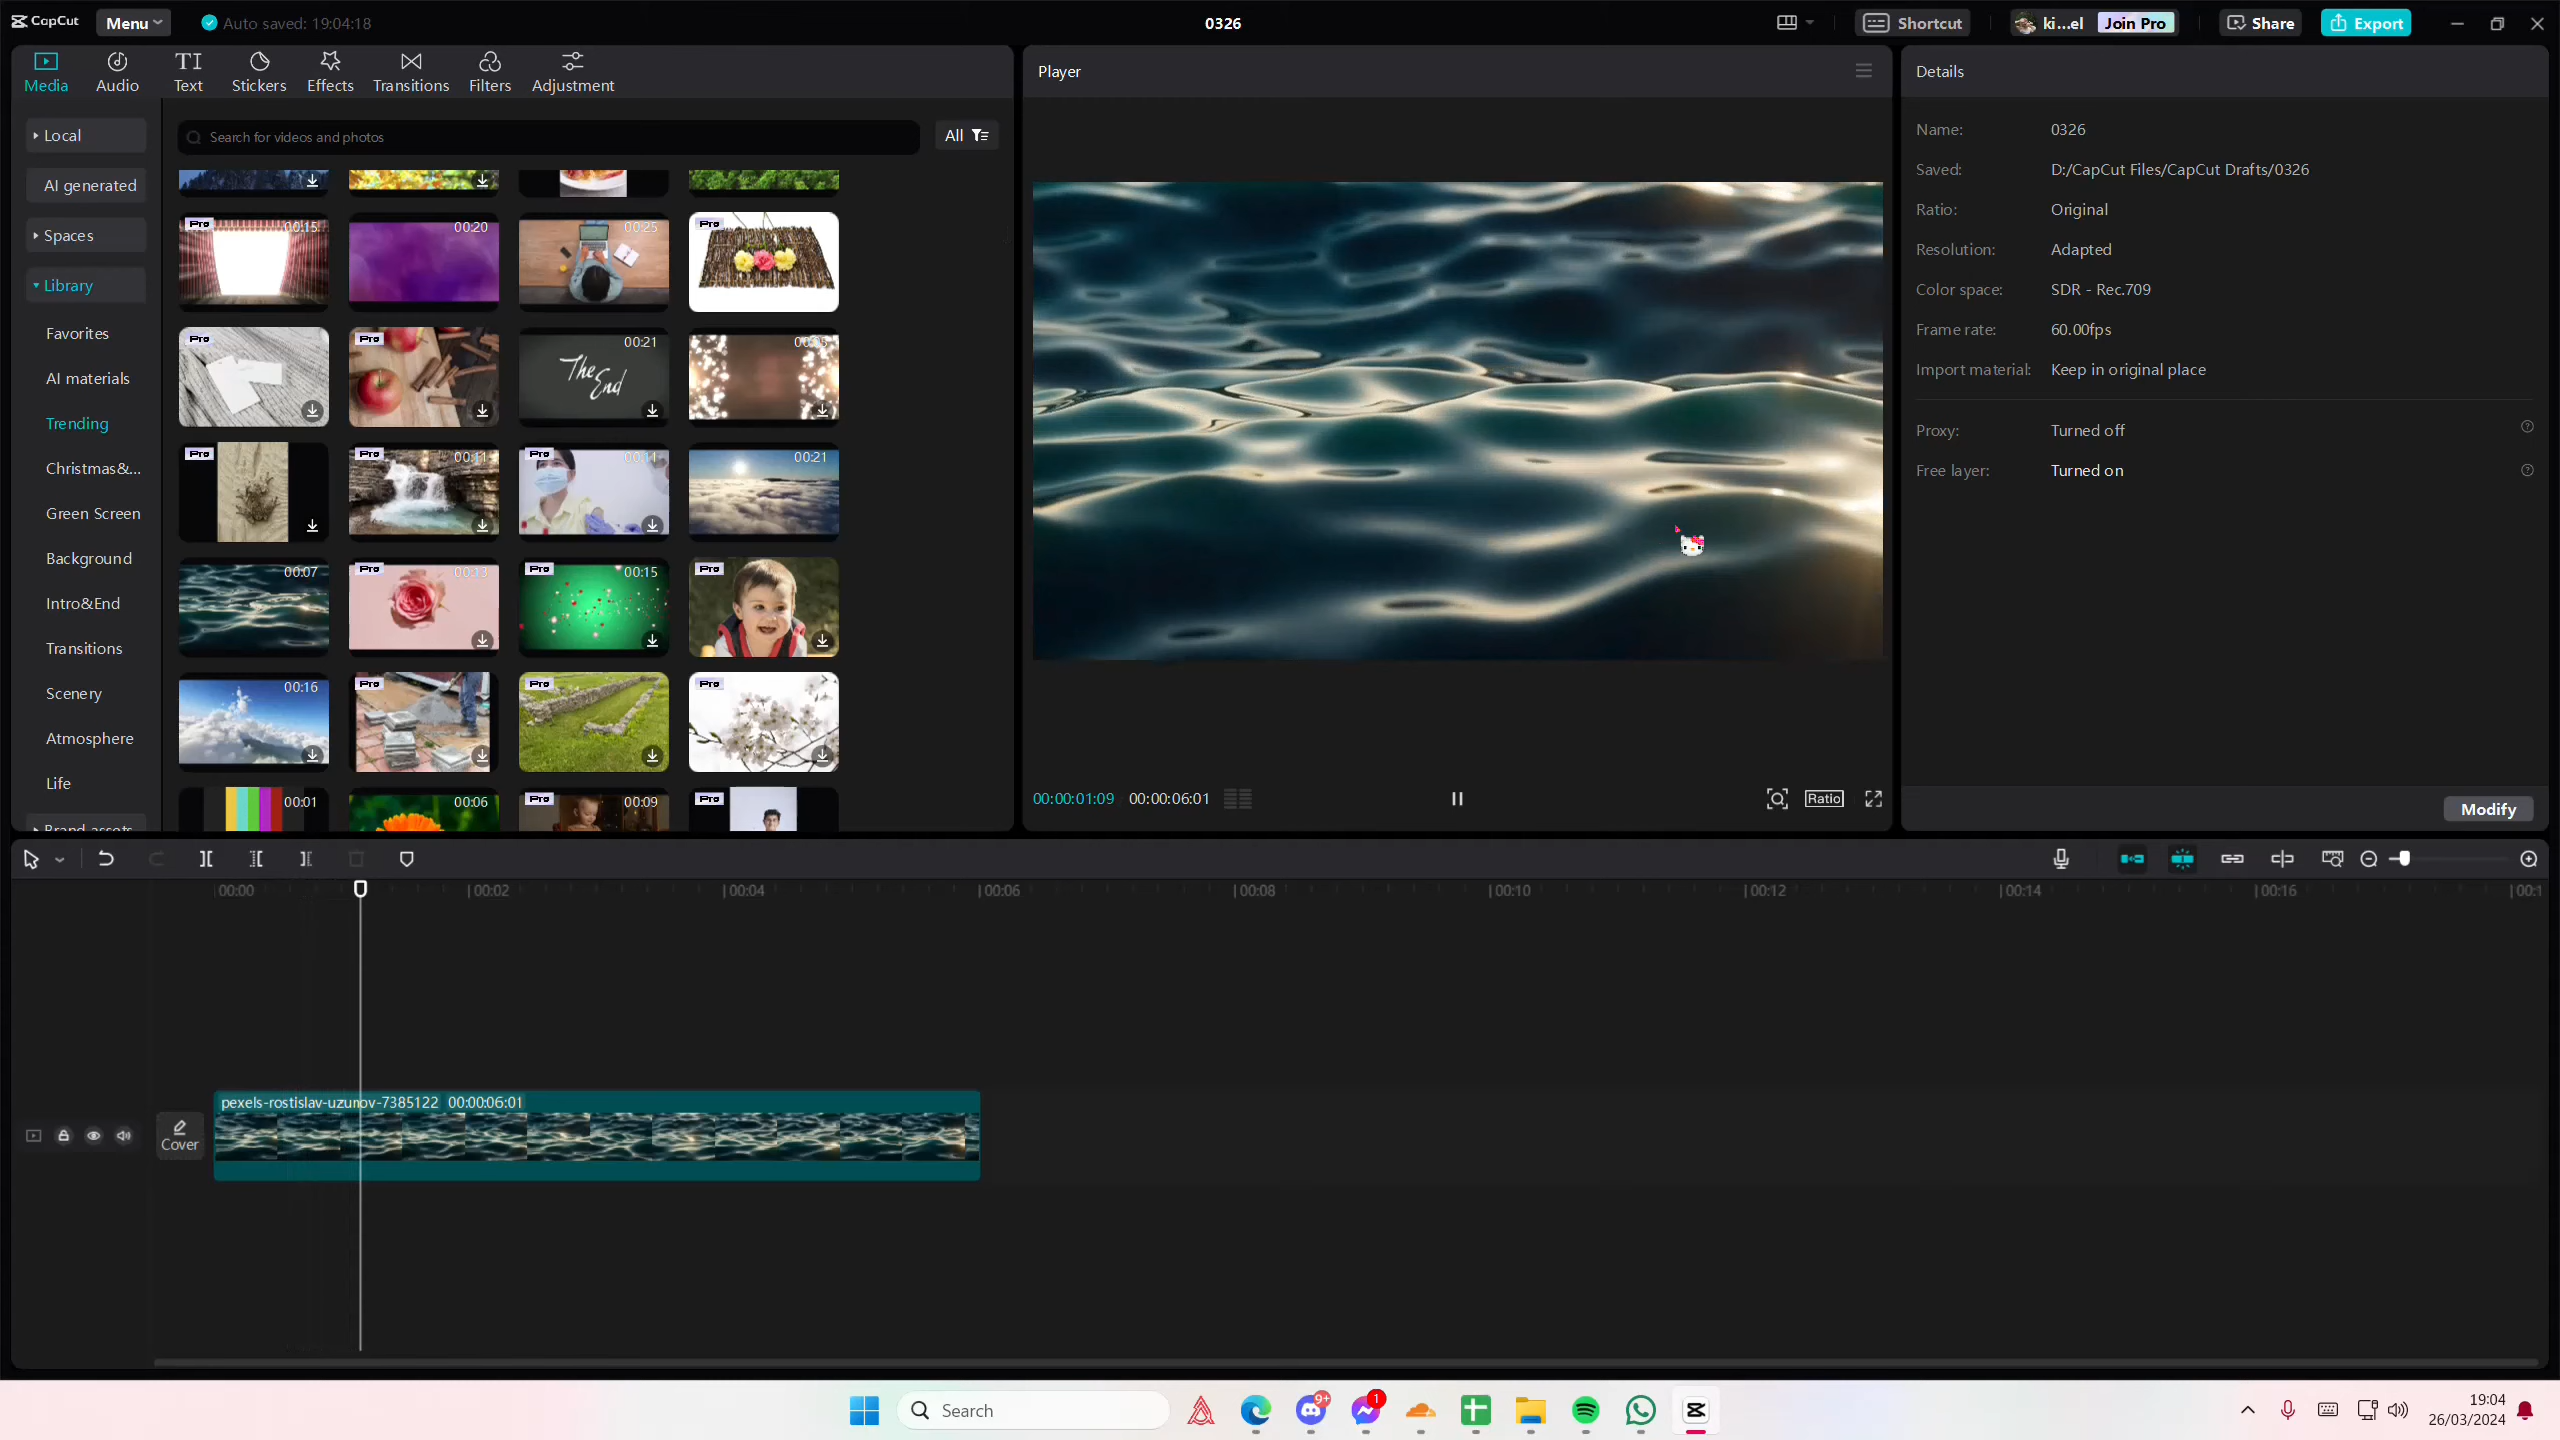 CapCut
Menu
Auto saved: 19:04:18
0326
Shortcut
ki...el
Join Pro
Share
Export
Media
Audio
Text
Stickers
Effects
Transitions
Filters
Adjustment
Player
Details
Local
AI generated
Spaces
Library
Favorites
AI materials
Trending
Christmas&...
Green Screen
Background
Intro&End
Transitions
Scenery
Atmosphere
Life
Search for videos and photos
All
Pro
00:15
00:20
00:25
Pro
Pro
Pro
00:21
The End
Pro
Pro
00:11
Pro
00:11
00:21
00:07
Pro
00:13
Pro
00:15
Pro
00:16
Pro
Pro
Pro
00:01
00:06
Pro
00:09
Pro
00:00:01:09
00:00:06:01
Ratio
Name: 0326
Saved: D:/CapCut Files/CapCut Drafts/0326
Ratio: Original
Resolution: Adapted
Color space: SDR - Rec.709
Frame rate: 60.00fps
Import material: Keep in original place
Proxy: Turned off
Free layer: Turned on
Modify
00:00
00:02
00:04
00:06
00:08
00:10
00:12
00:14
00:16
Cover
pexels-rostislav-uzunov-7385122 00:00:06:01
Search
9+
1
19:04
26/03/2024